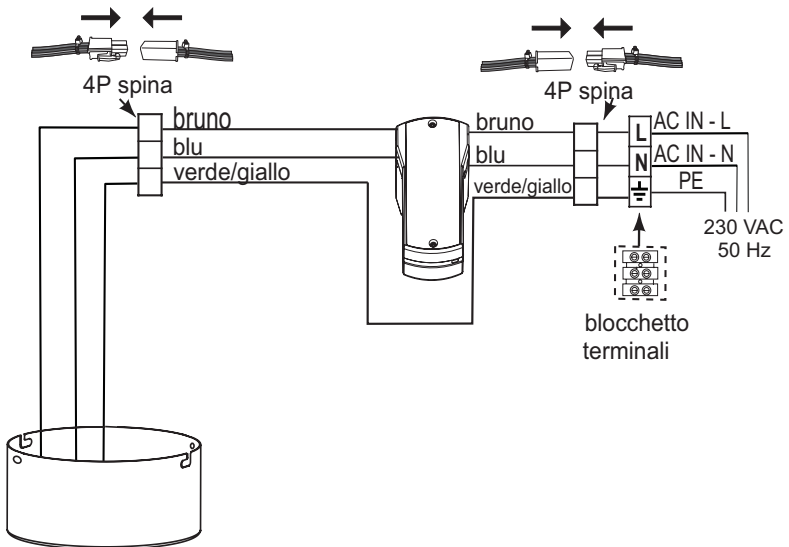 4P spina
4P spina
bruno
blu
verde/giallo
bruno
blu
verde/giallo
L
N
AC IN - L
AC IN - N
PE
230 VAC
50 Hz
blocchetto
terminali